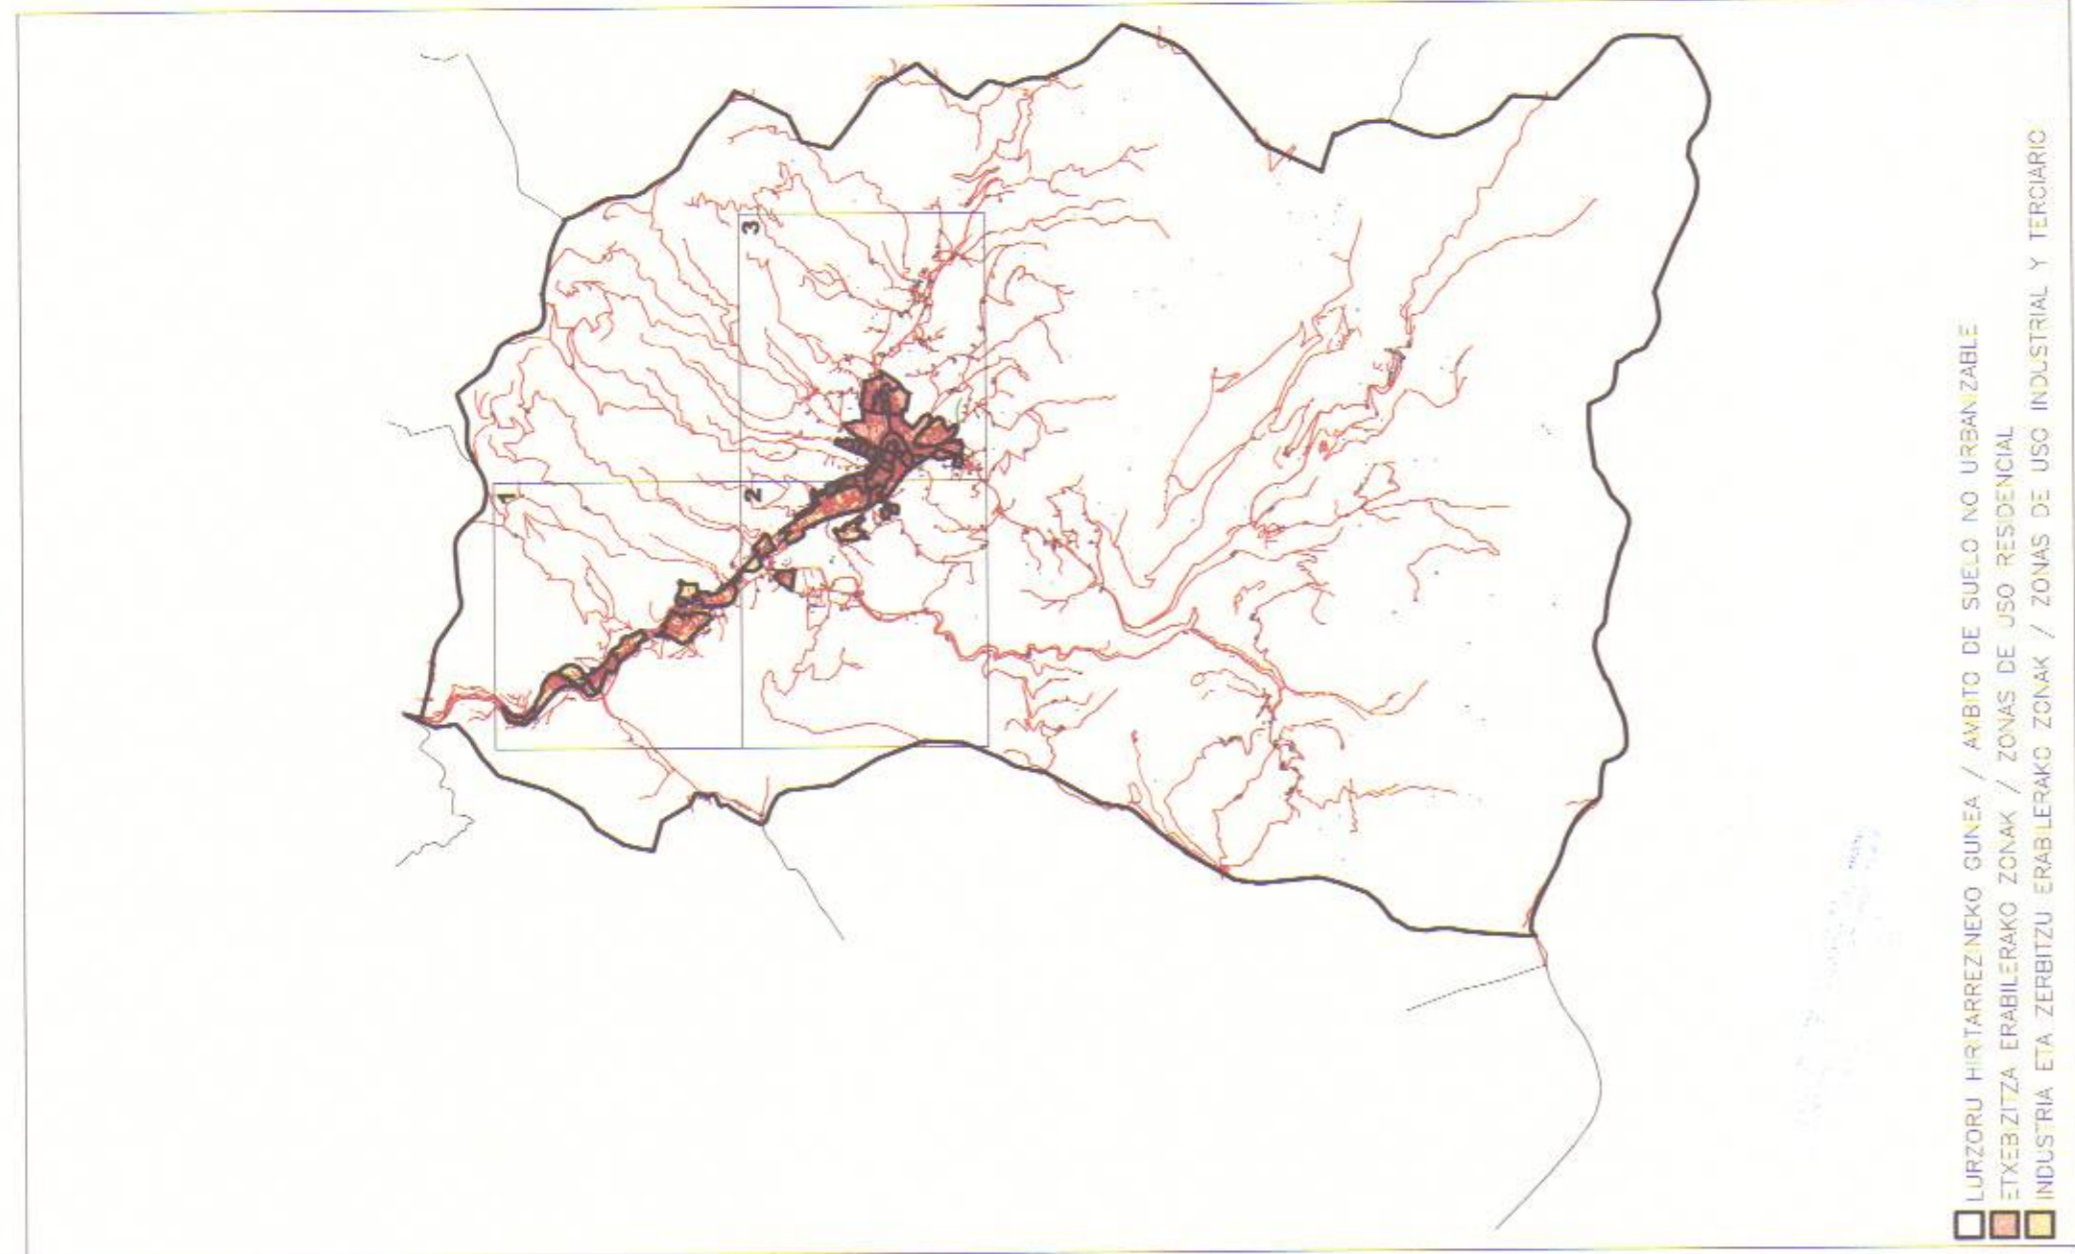 1
2
3
LURZORU HIRITARREZINEKO GUNEA / AMBITO DE SUELO NO URBANIZABLE
ETXEBIZITZA ERABILERAKO ZONAK / ZONAS DE USO RESIDENCIAL
INDUSTRIA ETA ZERBITZU ERABILERAKO ZONAK / ZONAS DE USO INDUSTRIAL Y TERCIARIO